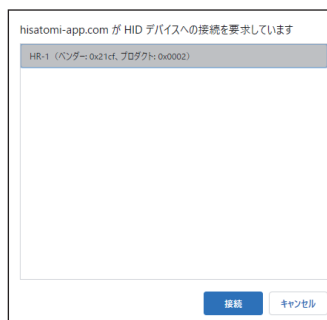 hisatomi-app.com が HID デバイスへの接続を要求しています
HR-1（ベンダー: 0x21cf、プロダクト: 0x0002）
接続
キャンセル